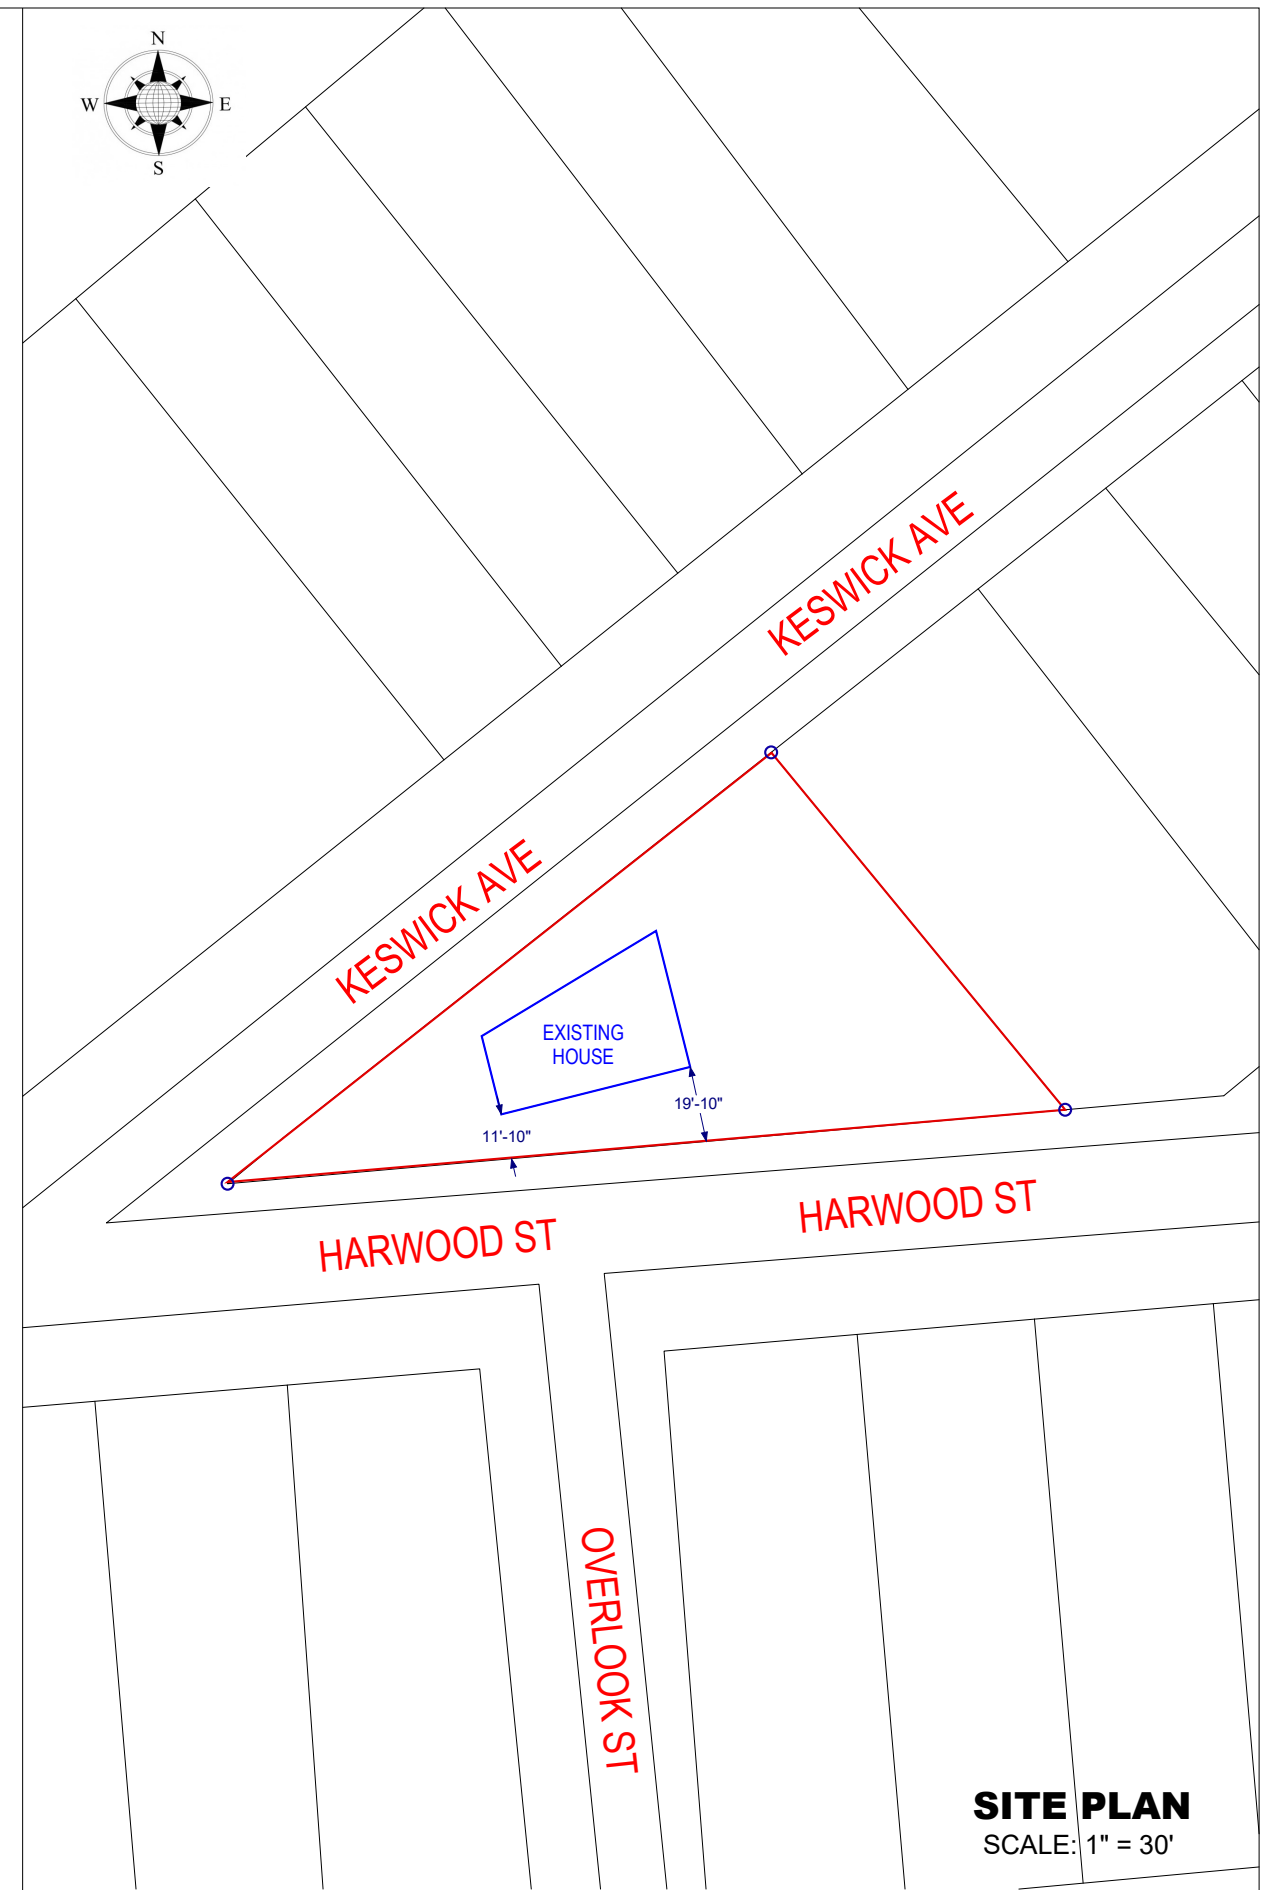 N
W
E
S
KESWICK AVE
KESWICK AVE
EXISTING
HOUSE
19'-10"
11'-10"
HARWOOD ST
HARWOOD ST
OVERLOOK ST
SITE PLAN
SCALE: 1" = 30'